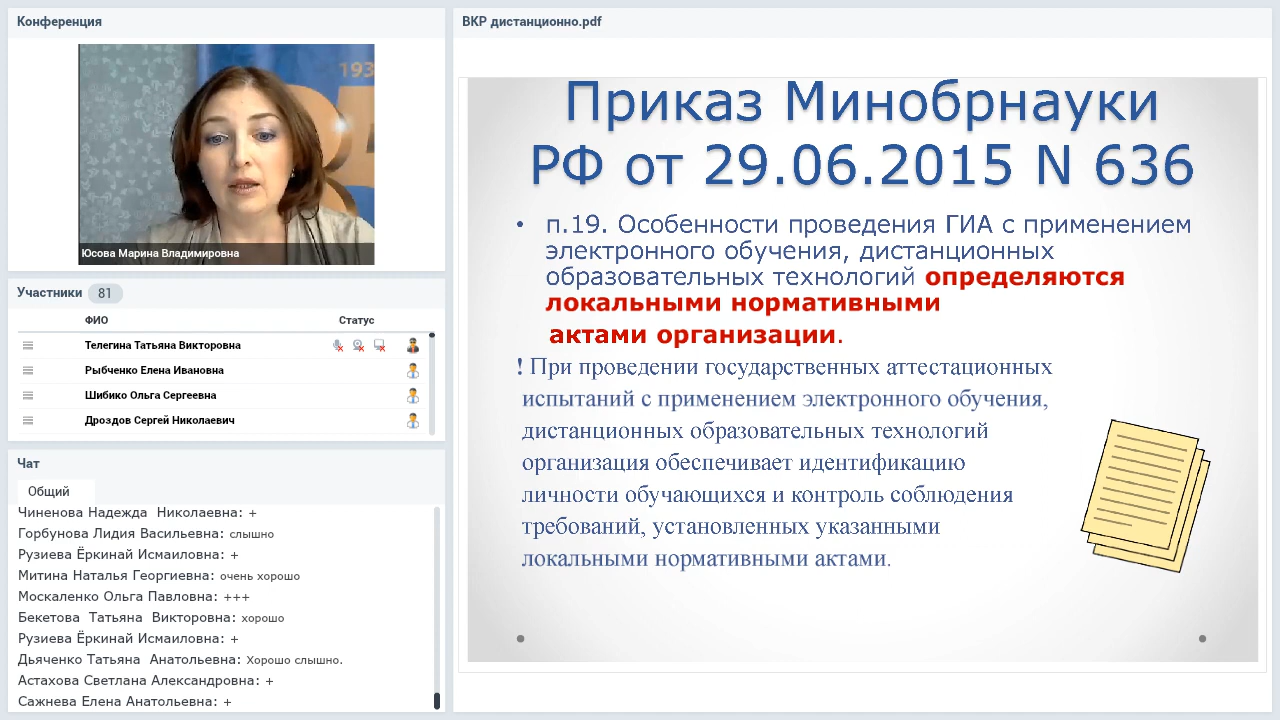 Конференция
193
Юсова Марина Владимировна
Участники 81
ФИО Статус
Телегина Татьяна Викторовна
Рыбченко Елена Ивановна
Шибико Ольга Сергеевна
Дроздов Сергей Николаевич
Чат
Общий
Чиненова Надежда Николаевна: +
Горбунова Лидия Васильевна: слышно
Рузиева Ёркинай Исмаиловна: +
Митина Наталья Георгиевна: очень хорошо
Москаленко Ольга Павловна: +++
Бекетова Татьяна Викторовна: хорошо
Рузиева Ёркинай Исмаиловна: +
Дьяченко Татьяна Анатольевна: Хорошо слышно.
Астахова Светлана Александровна: +
Сажнева Елена Анатольевна: +
ВКР дистанционно.pdf
Приказ Минобрнауки
РФ от 29.06.2015 N 636
• п.19. Особенности проведения ГИА с применением
электронного обучения, дистанционных
образовательных технологий определяются
локальными нормативными
актами организации.
! При проведении государственных аттестационных
испытаний с применением электронного обучения,
дистанционных образовательных технологий
организация обеспечивает идентификацию
личности обучающихся и контроль соблюдения
требований, установленных указанными
локальными нормативными актами.